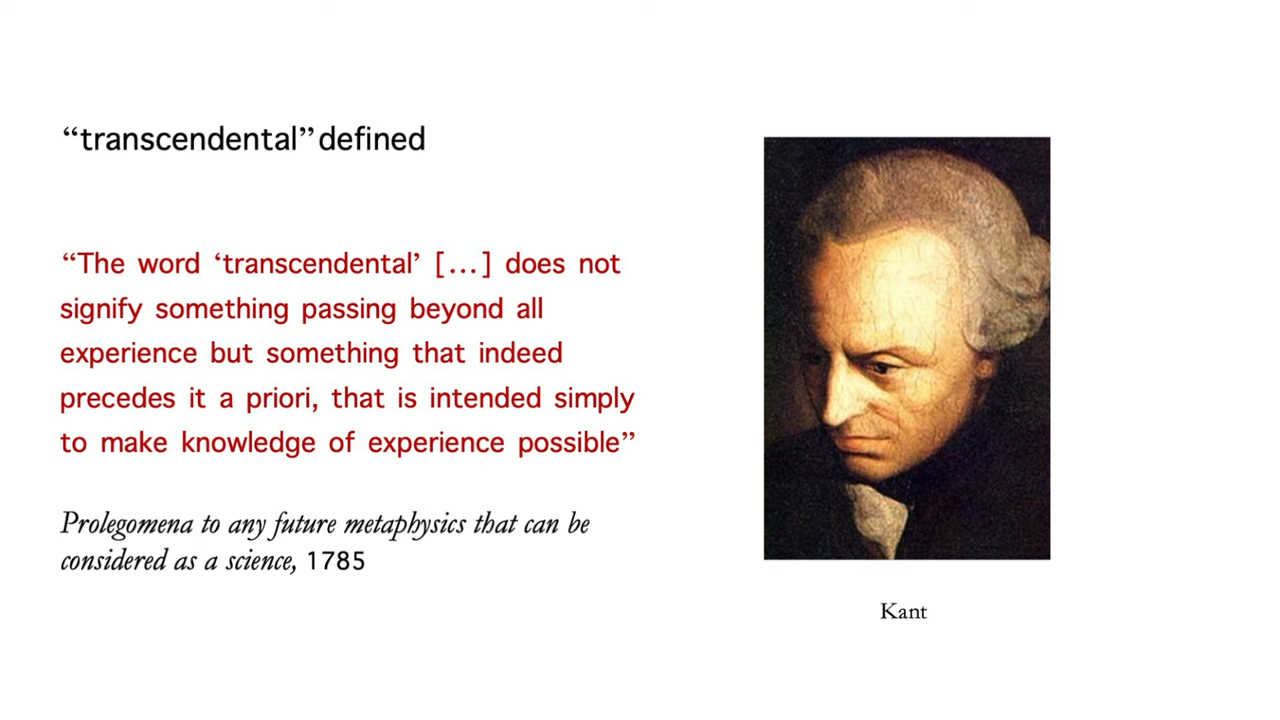 “transcendental” defined
“The word ‘transcendental’ [...] does not
signify something passing beyond all
experience but something that indeed
precedes it a priori, that is intended simply
to make knowledge of experience possible”
Prolegomena to any future metaphysics that can be
considered as a science, 1785
Kant